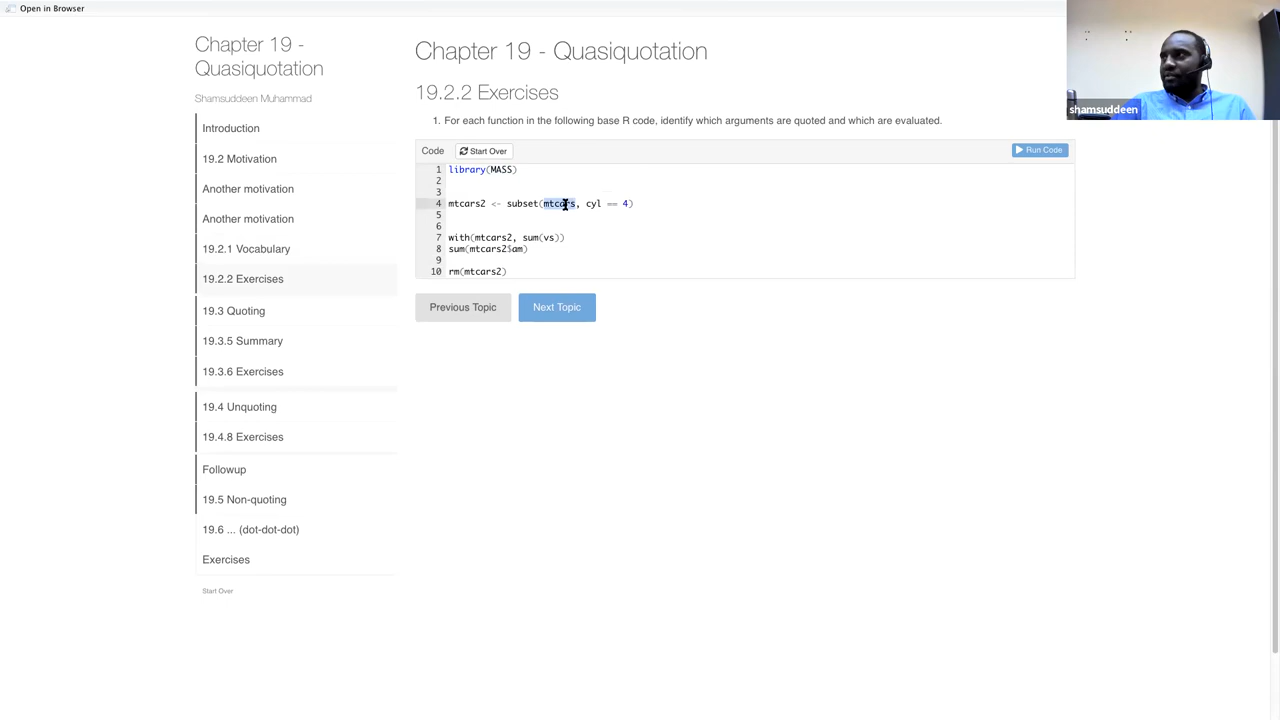 Open in Browser
Chapter 19 -
Quasiquotation
Shamsuddeen Muhammad
Introduction
19.2 Motivation
Another motivation
Another motivation
19.2.1 Vocabulary
19.2.2 Exercises
19.3 Quoting
19.3.5 Summary
19.3.6 Exercises
19.4 Unquoting
19.4.8 Exercises
Followup
19.5 Non-quoting
19.6 ... (dot-dot-dot)
Exercises
Start Over
Chapter 19 - Quasiquotation
19.2.2 Exercises
1. For each function in the following base R code, identify which arguments are quoted and which are evaluated.
Code Start Over Run Code
1 library(MASS)
2
3
4 mtcars2 <- subset(mtcars, cyl == 4)
5
6
7 with(mtcars2, sum(vs))
8 sum(mtcars2$am)
9
10 rm(mtcars2)
Previous Topic Next Topic
shamsuddeen